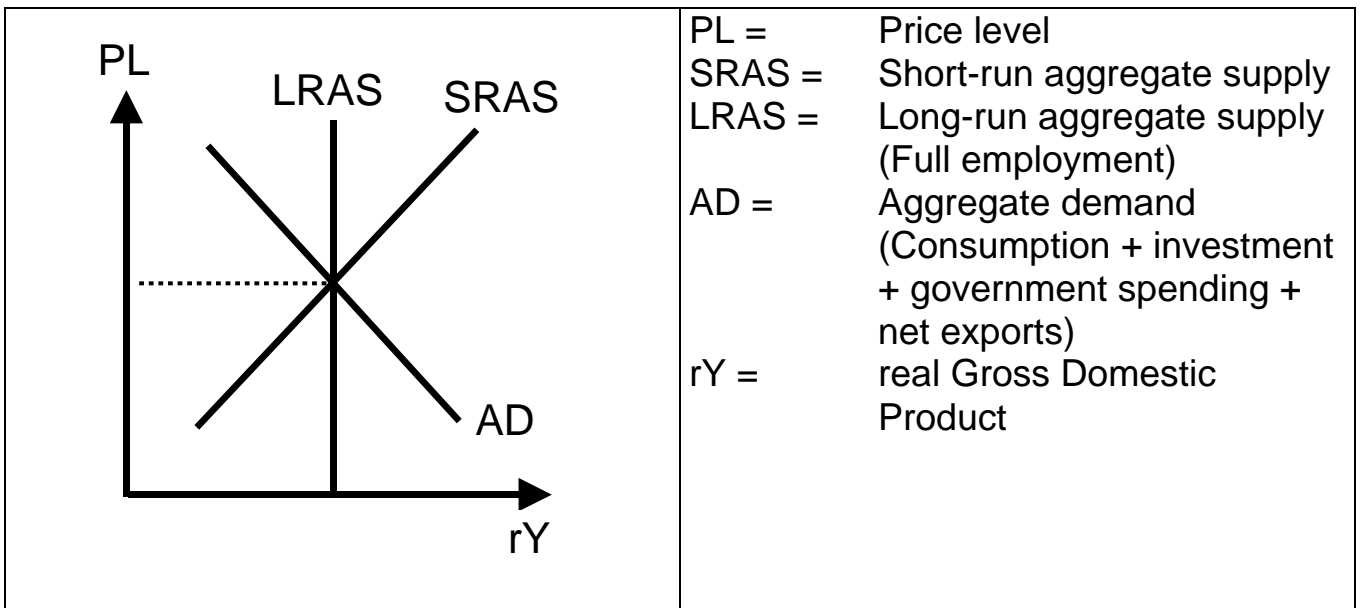 PL
LRAS SRAS
AD
rY
PL = Price level
SRAS = Short-run aggregate supply
LRAS = Long-run aggregate supply
(Full employment)
AD = Aggregate demand
(Consumption + investment
+ government spending +
net exports)
rY = real Gross Domestic
Product